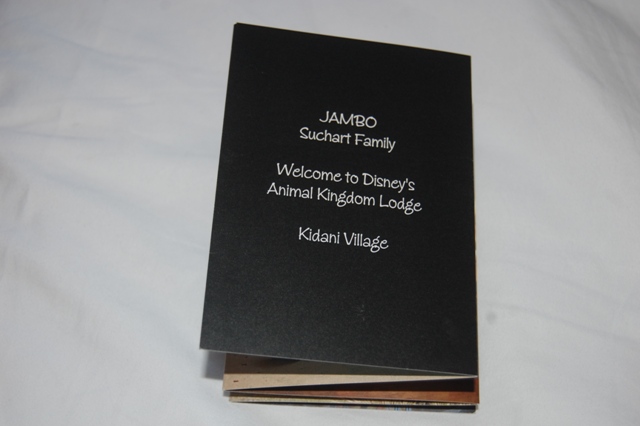 JAMBO
Suchart Family
Welcome to Disney's
Animal Kingdom Lodge
Kidani Village